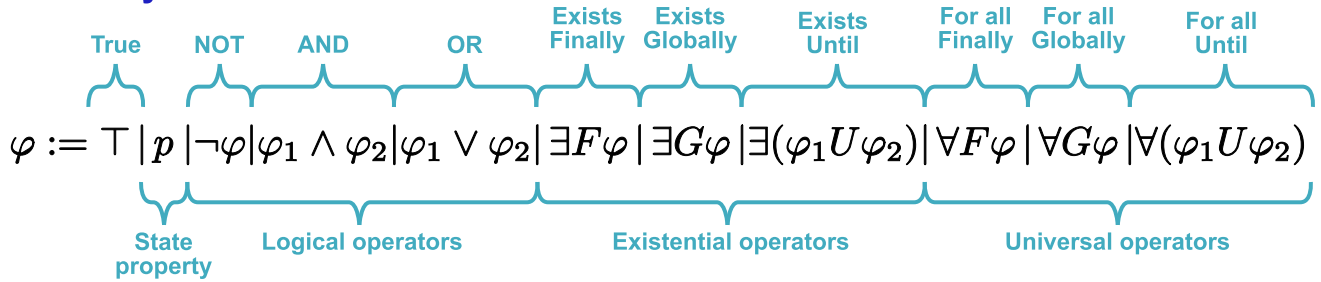 Exists Exists For all For all
True NOT AND OR Finally Globally Exists Until Finally Globally For all Until
φ := ⊤ | p | ¬φ | φ₁ ∧ φ₂ | φ₁ ∨ φ₂ | ∃Fφ | ∃Gφ | ∃(φ₁Uφ₂) | ∀Fφ | ∀Gφ | ∀(φ₁Uφ₂)
State property Logical operators Existential operators Universal operators